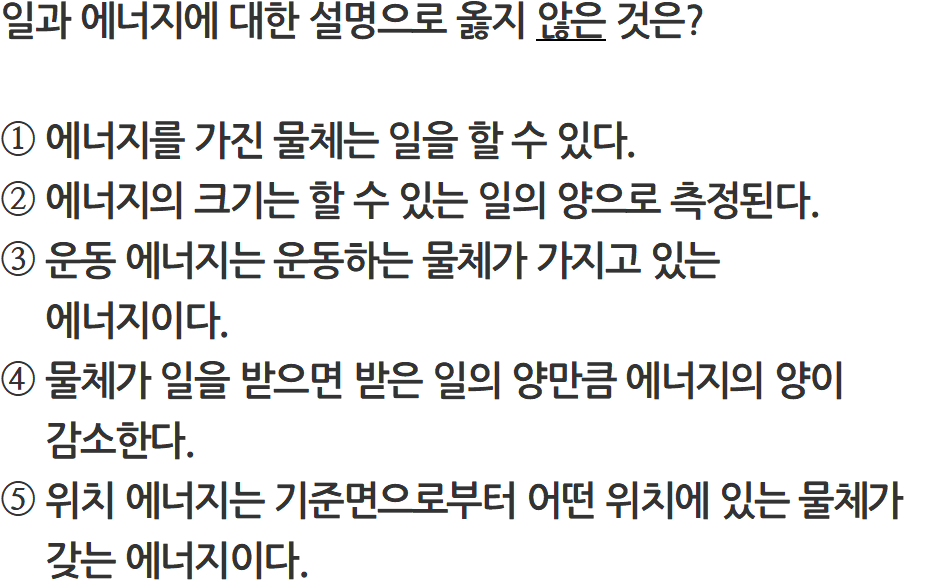 일과 에너지에 대한 설명으로 옳지 않은 것은?
① 에너지를 가진 물체는 일을 할 수 있다.
② 에너지의 크기는 할 수 있는 일의 양으로 측정된다.
③ 운동 에너지는 운동하는 물체가 가지고 있는
에너지이다.
④ 물체가 일을 받으면 받은 일의 양만큼 에너지의 양이
감소한다.
⑤ 위치 에너지는 기준면으로부터 어떤 위치에 있는 물체가
갖는 에너지이다.